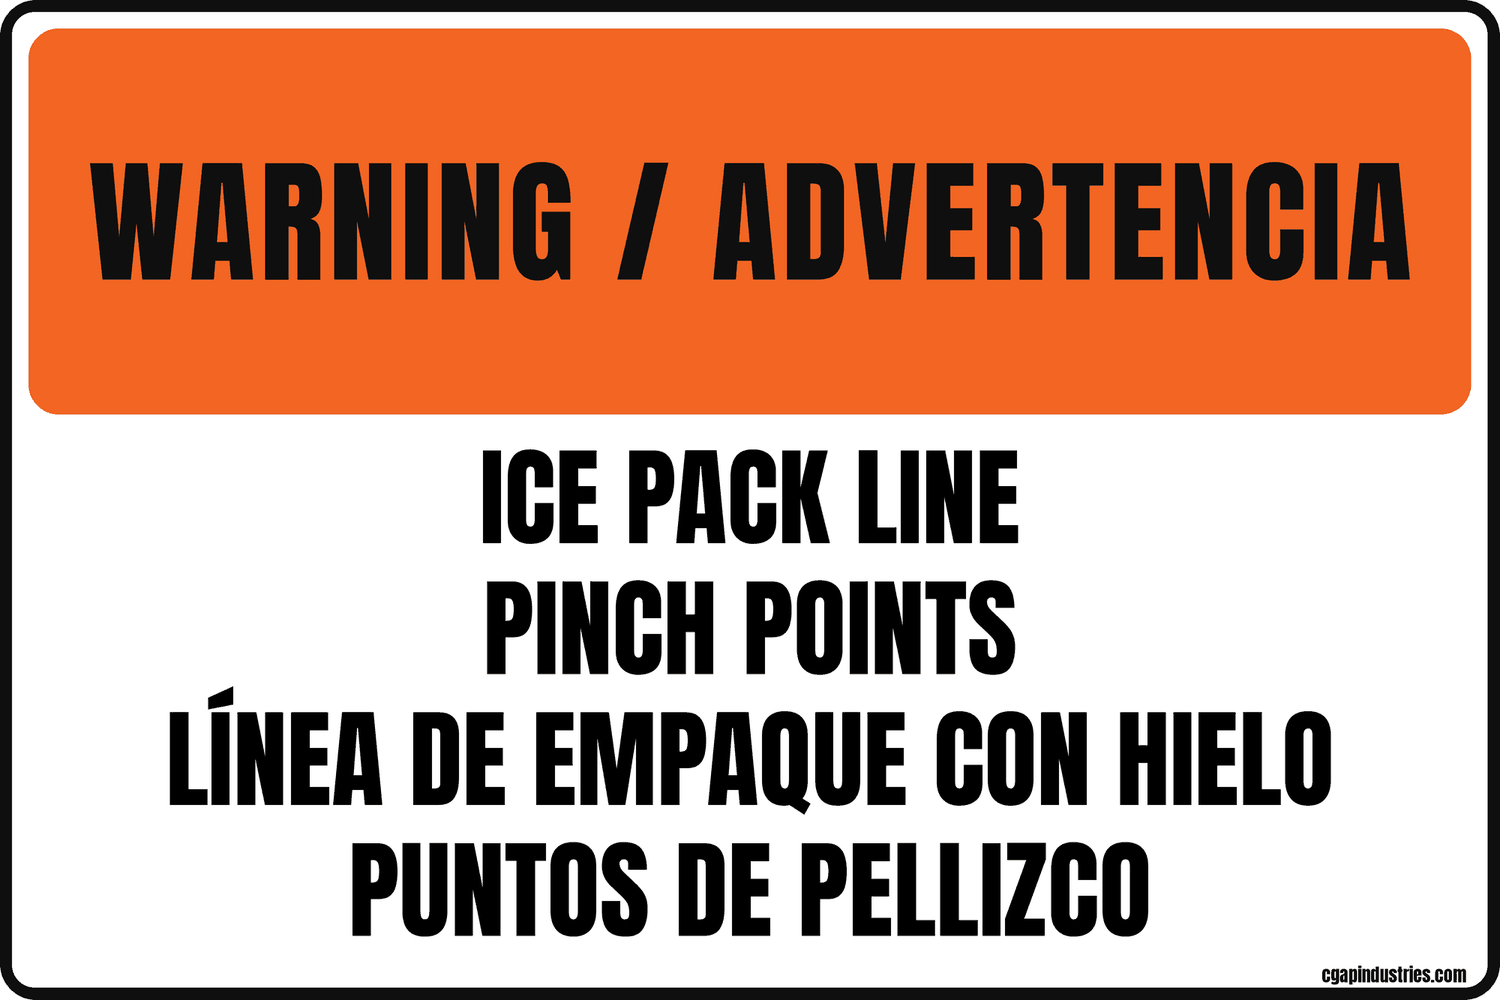 WARNING / ADVERTENCIA
ICE PACK LINE
PINCH POINTS
LÍNEA DE EMPAQUE CON HIELO
PUNTOS DE PELLIZCO
cgapindustries.com